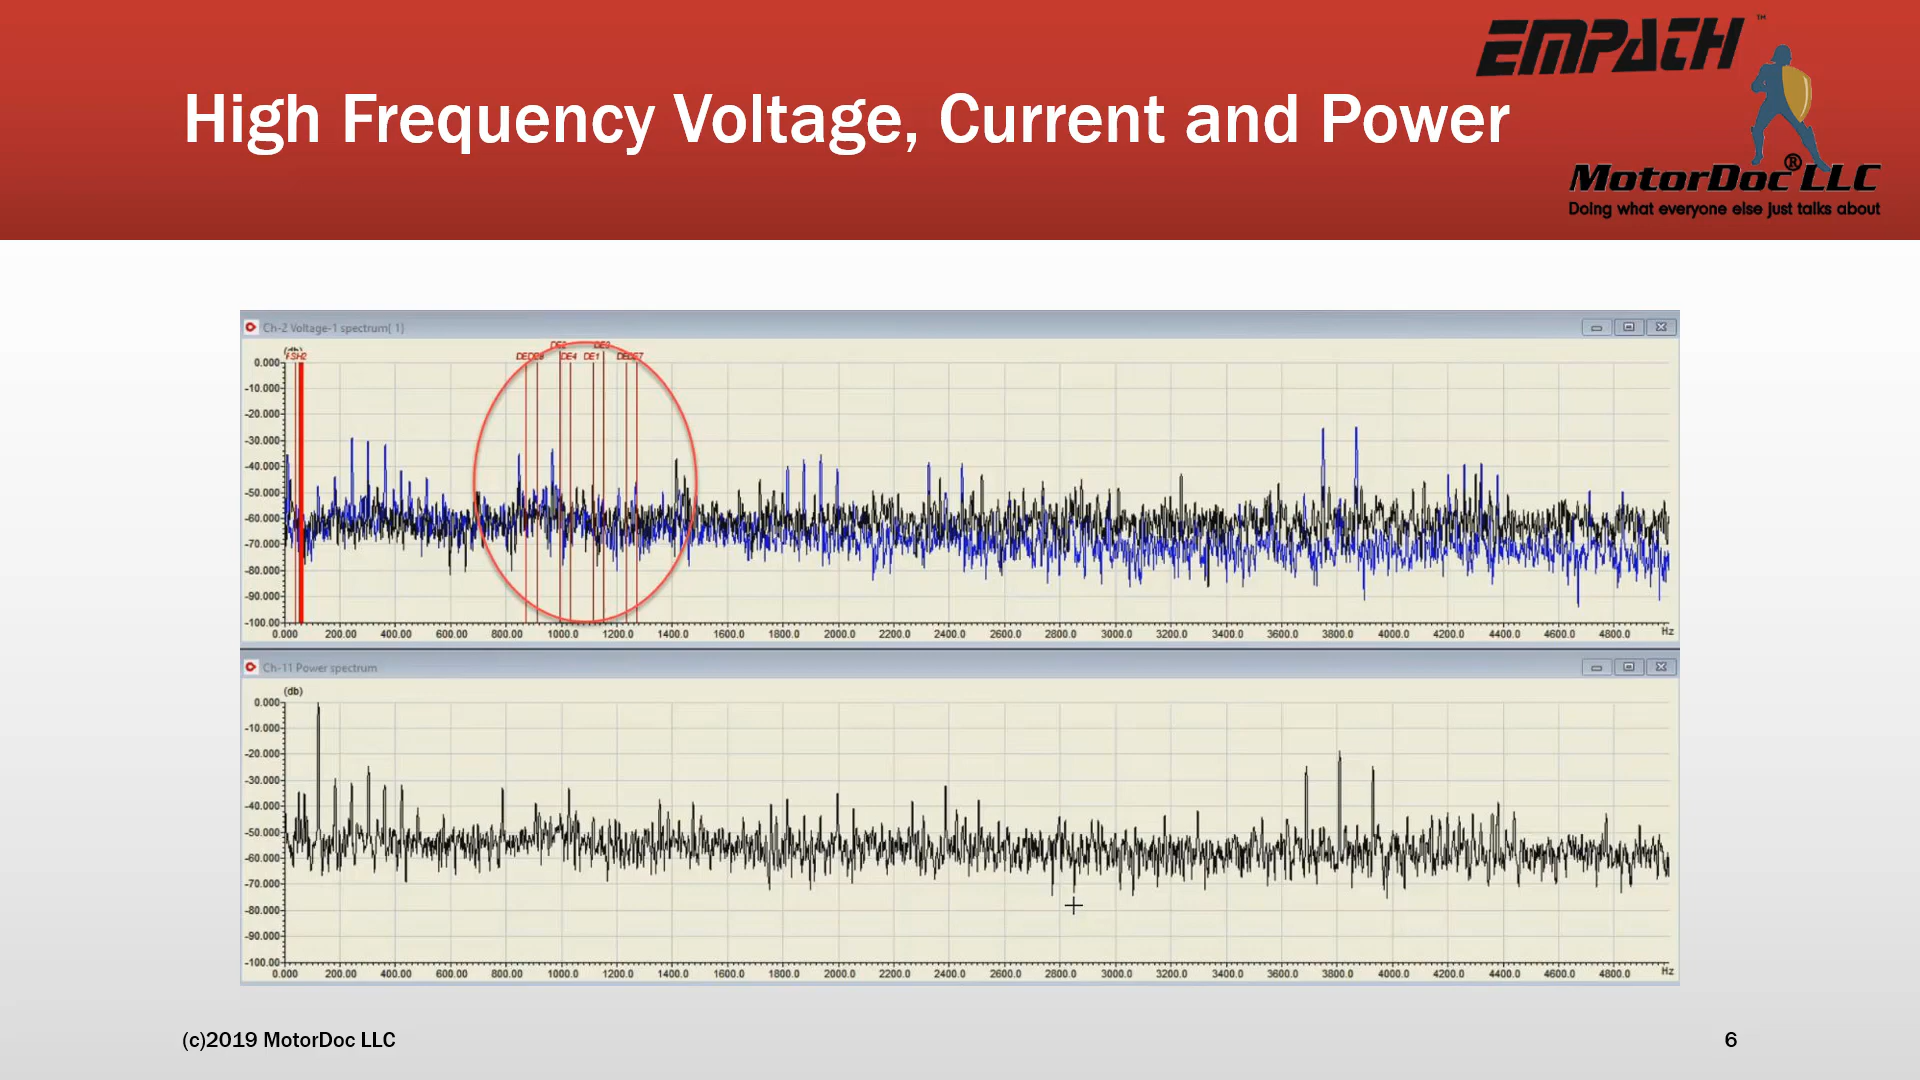 EMPATH™
High Frequency Voltage, Current and Power
MotorDoc® LLC
Doing what everyone else just talks about
Ch-2 Voltage-1 spectrum( 1)
(db)
FSH2
DE2
DE3
DE4 DE1
0.000
-10.000
-20.000
-30.000
-40.000
-50.000
-60.000
-70.000
-80.000
-90.000
-100.00
0.000 200.00 400.00 600.00 800.00 1000.0 1200.0 1400.0 1600.0 1800.0 2000.0 2200.0 2400.0 2600.0 2800.0 3000.0 3200.0 3400.0 3600.0 3800.0 4000.0 4200.0 4400.0 4600.0 4800.0 Hz
Ch-11 Power spectrum
(db)
0.000
-10.000
-20.000
-30.000
-40.000
-50.000
-60.000
-70.000
-80.000
-90.000
-100.00
0.000 200.00 400.00 600.00 800.00 1000.0 1200.0 1400.0 1600.0 1800.0 2000.0 2200.0 2400.0 2600.0 2800.0 3000.0 3200.0 3400.0 3600.0 3800.0 4000.0 4200.0 4400.0 4600.0 4800.0 Hz
(c)2019 MotorDoc LLC
6